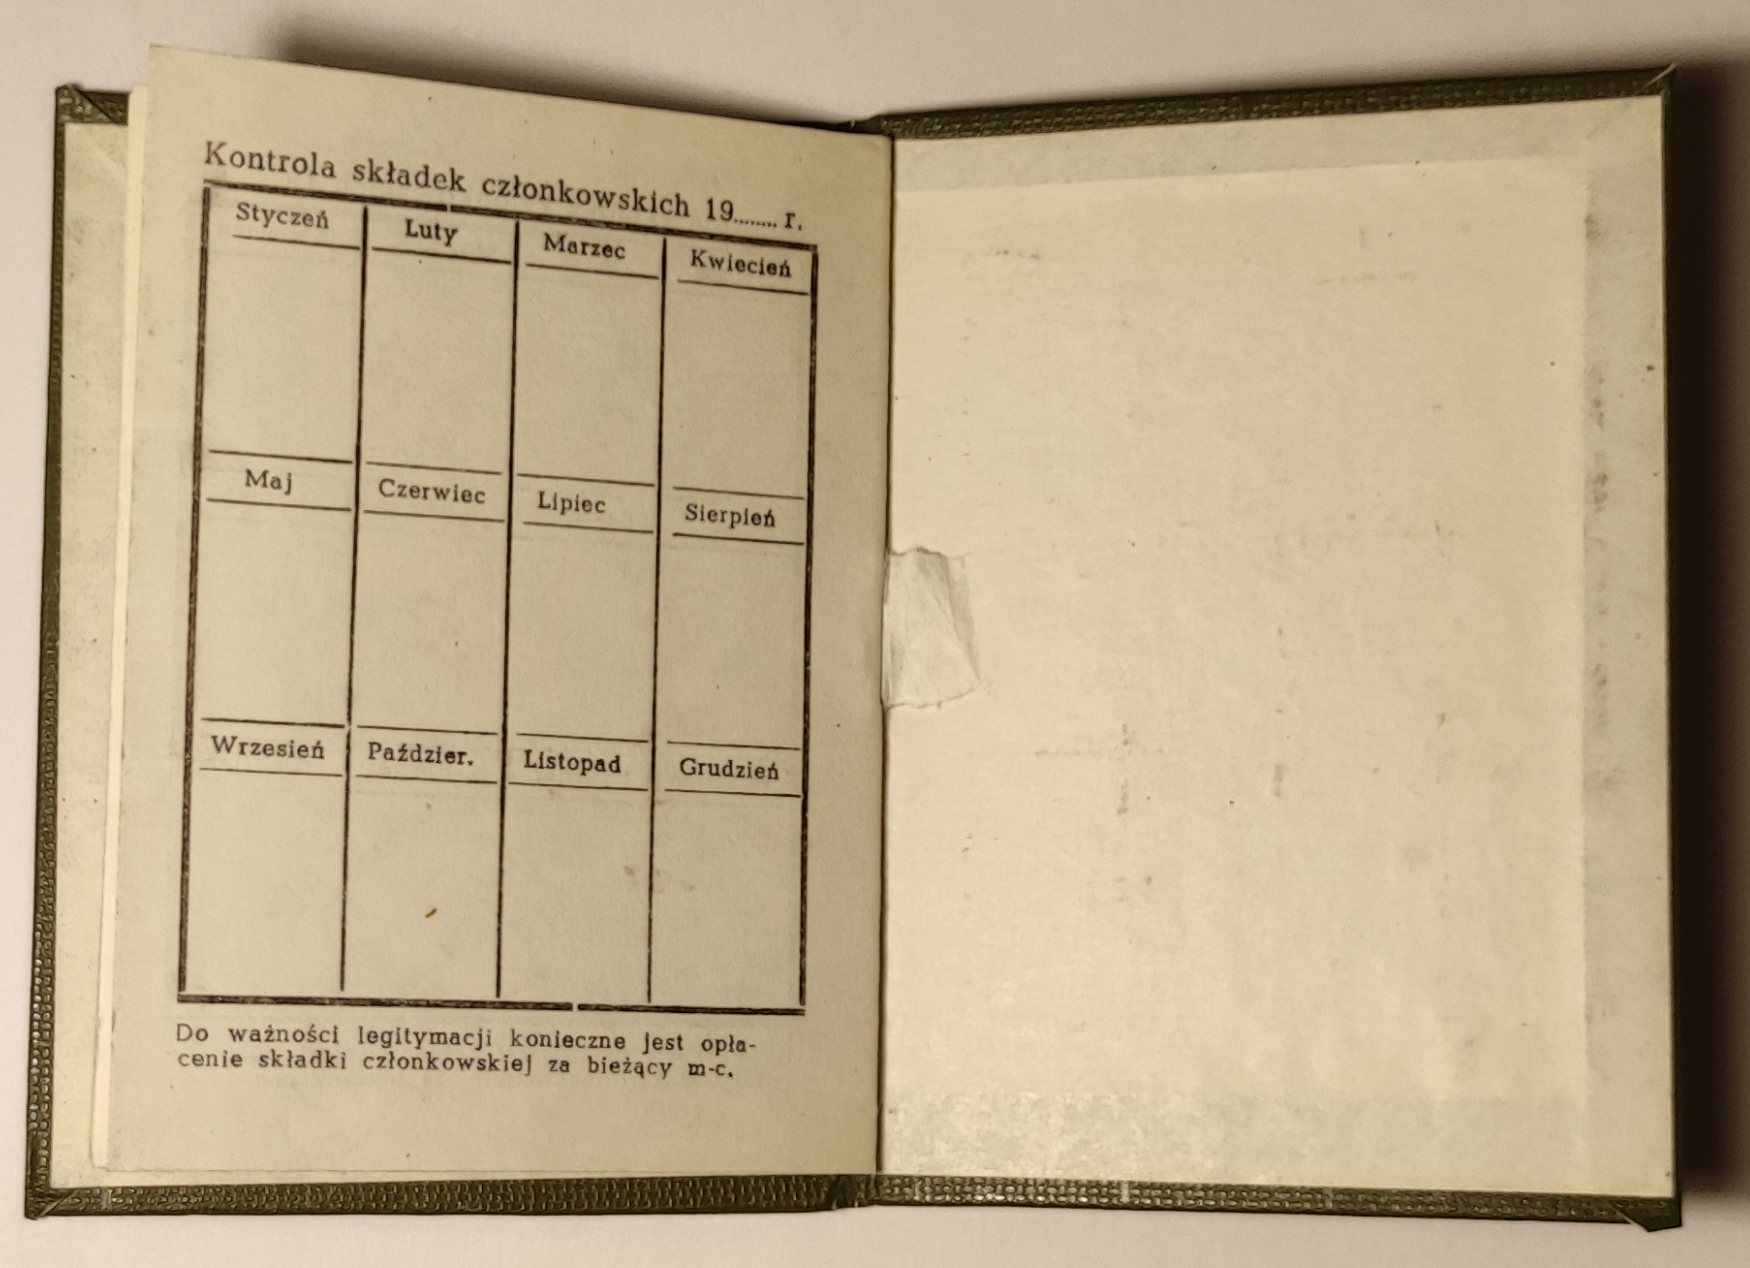 Kontrola składek członkowskich 19........ r.
Styczeń Luty Marzec Kwiecień
Maj Czerwiec Lipiec Sierpień
Wrzesień Paździer. Listopad Grudzień
Do ważności legitymacji konieczne jest opła-
cenie składki członkowskiej za bieżący m-c.